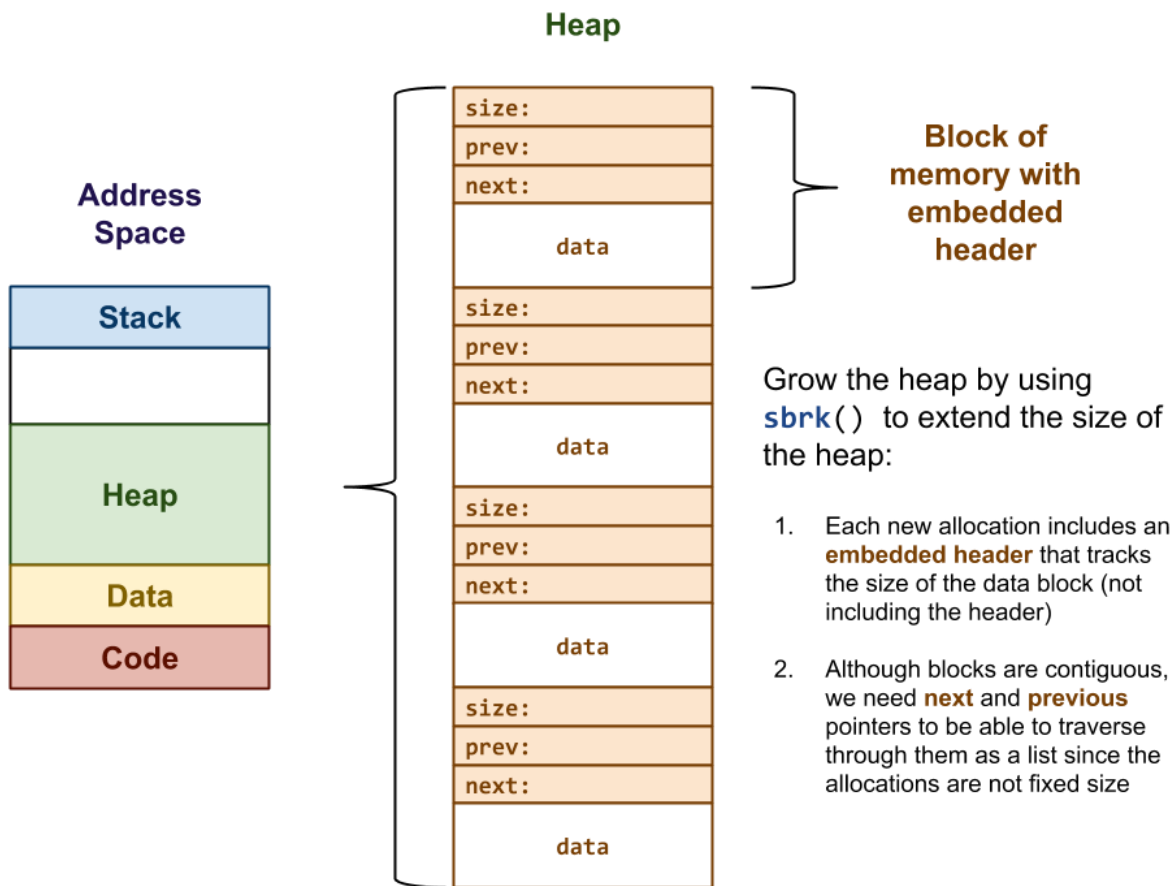 Heap
Address
Space
Stack
Heap
Data
Code
size:
prev:
next:
data
size:
prev:
next:
data
size:
prev:
next:
data
size:
prev:
next:
data
Block of
memory with
embedded
header
Grow the heap by using
sbrk() to extend the size of
the heap:
1. Each new allocation includes an
embedded header that tracks
the size of the data block (not
including the header)
2. Although blocks are contiguous,
we need next and previous
pointers to be able to traverse
through them as a list since the
allocations are not fixed size